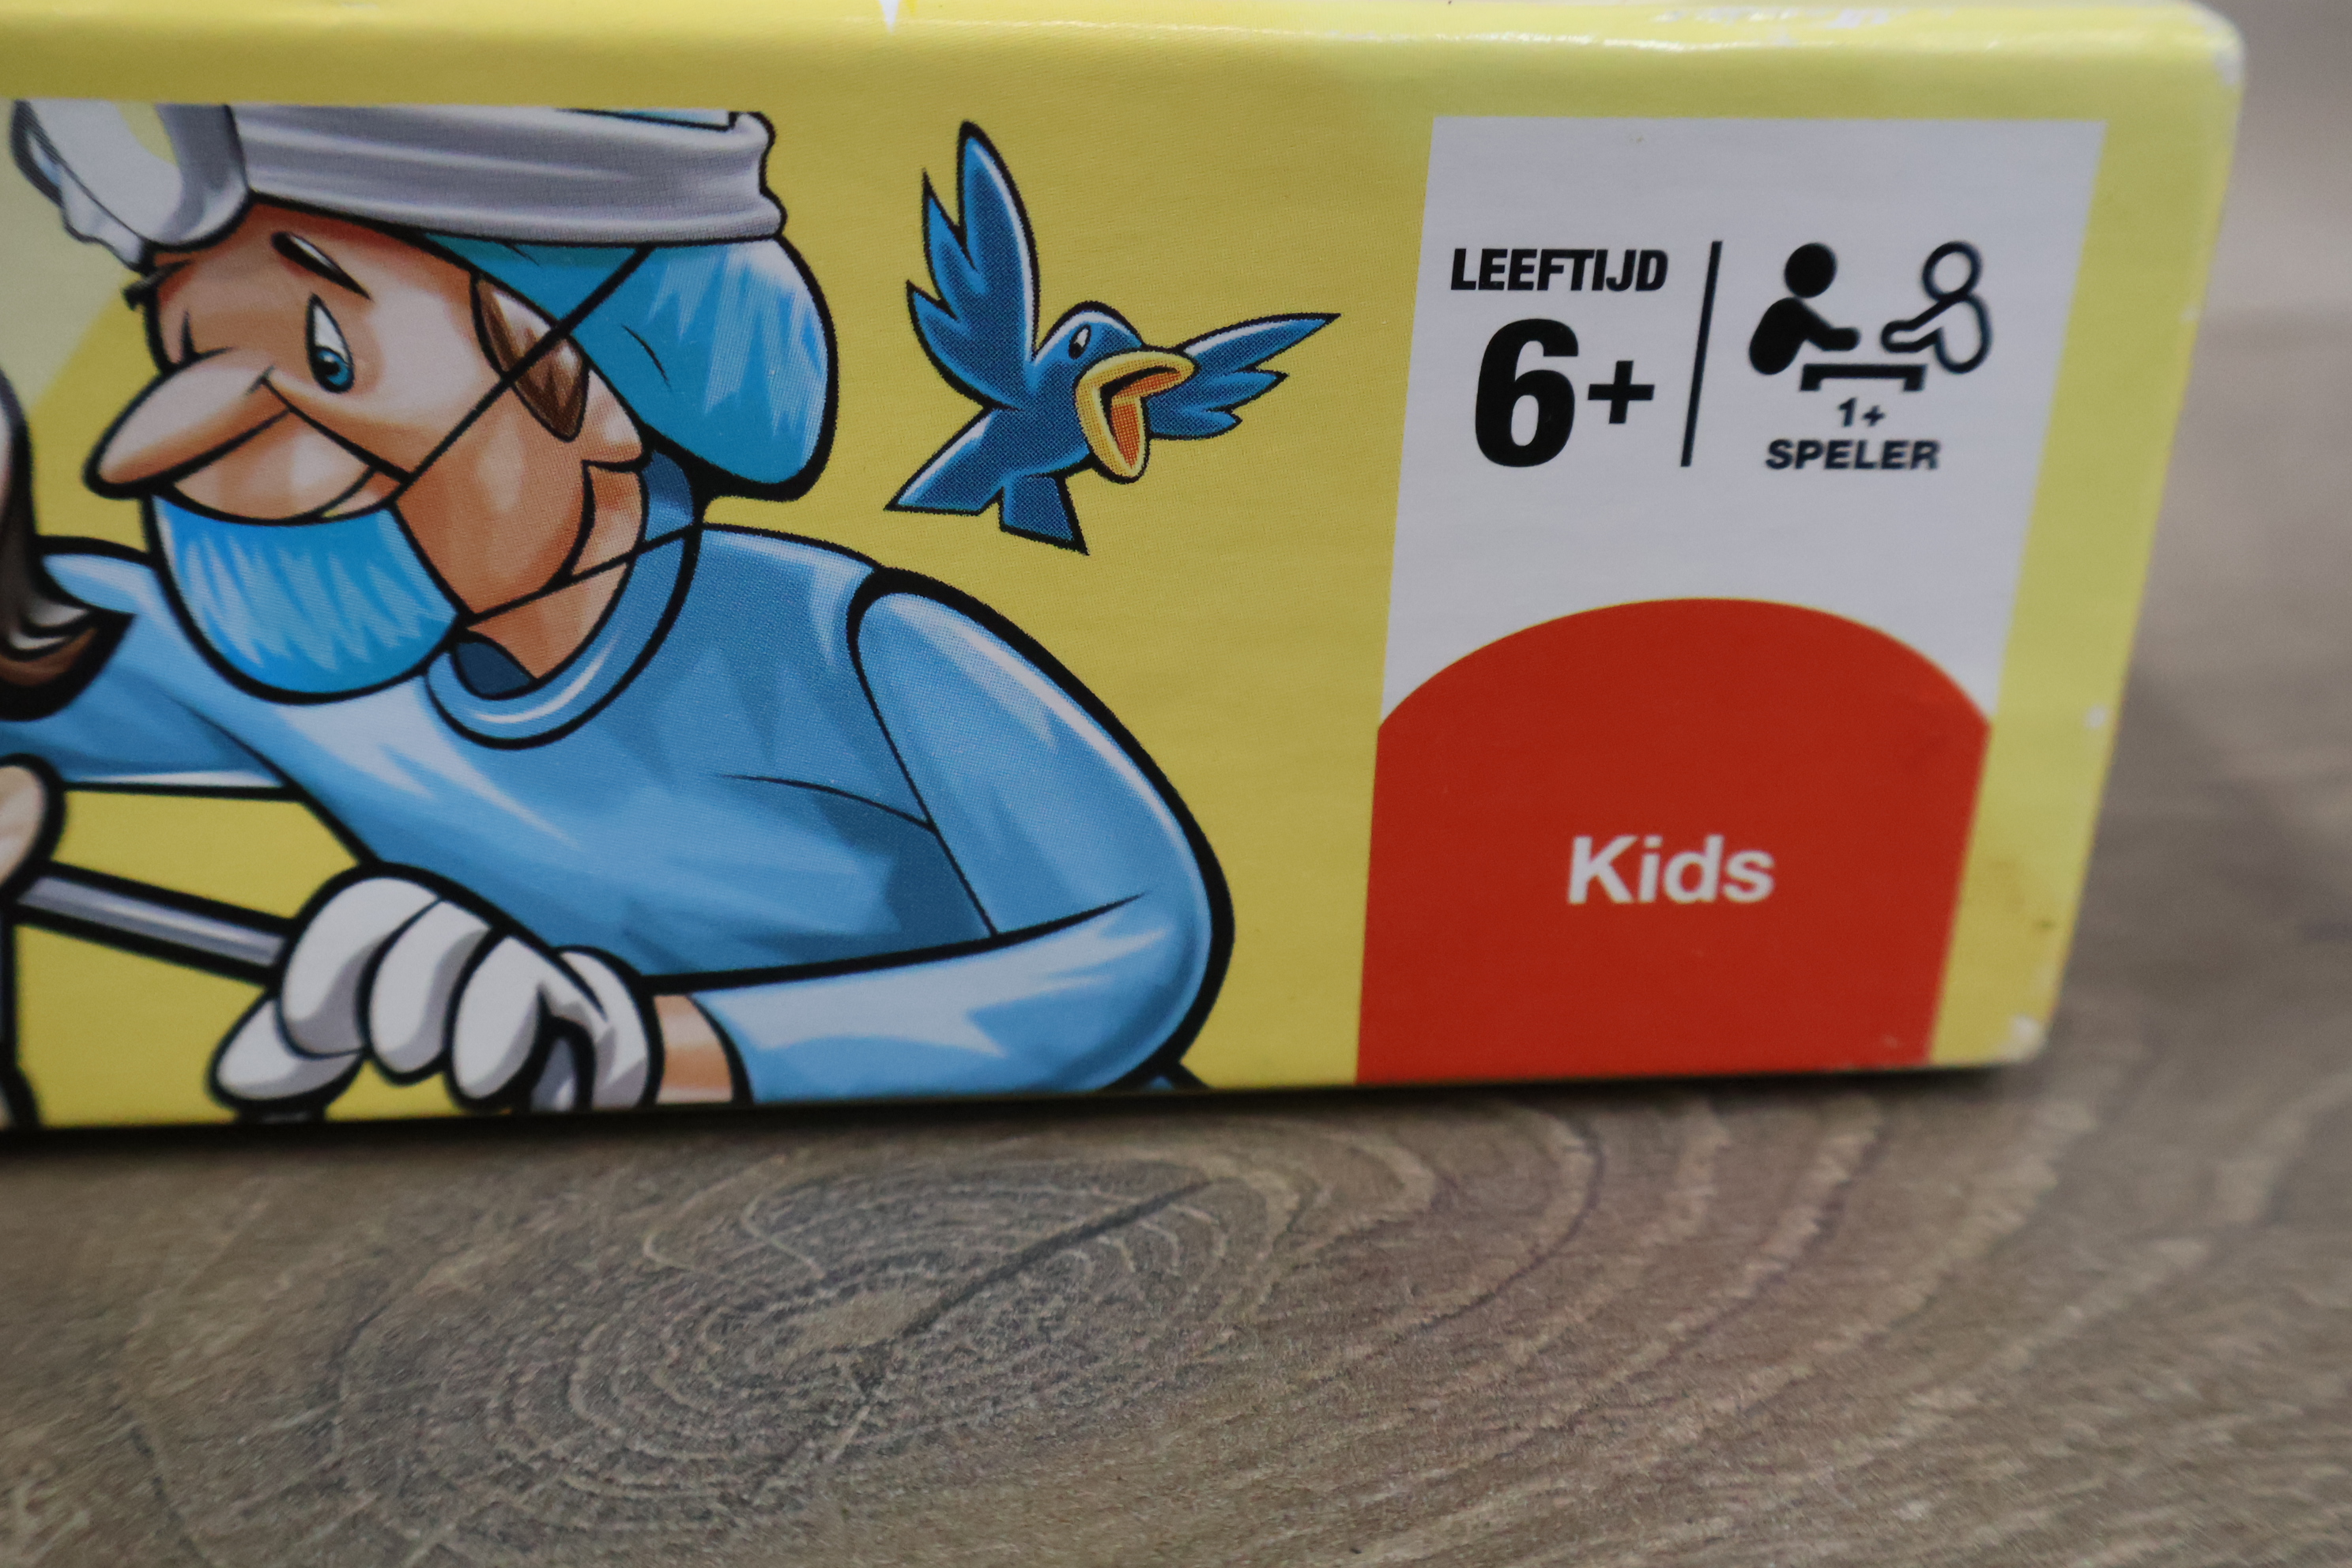 LEEFTIJD
6+
1+
SPELER
Kids